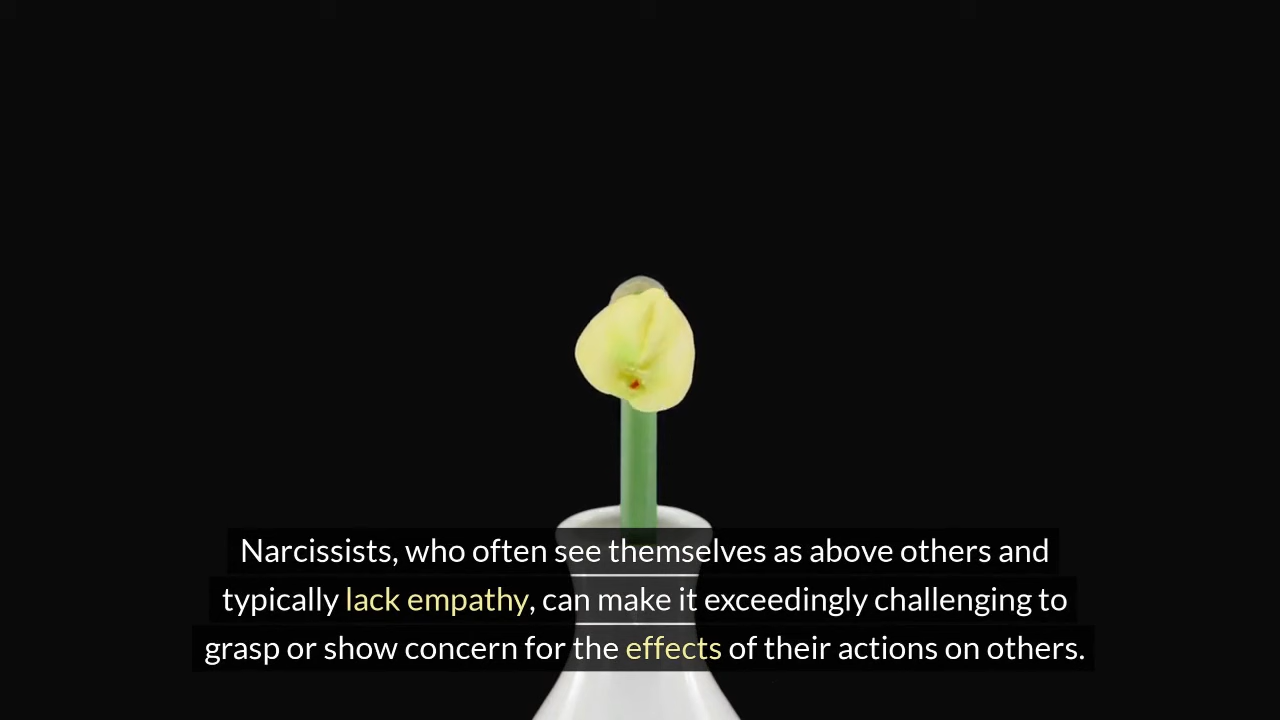 Narcissists, who often see themselves as above others and
typically lack empathy, can make it exceedingly challenging to
grasp or show concern for the effects of their actions on others.